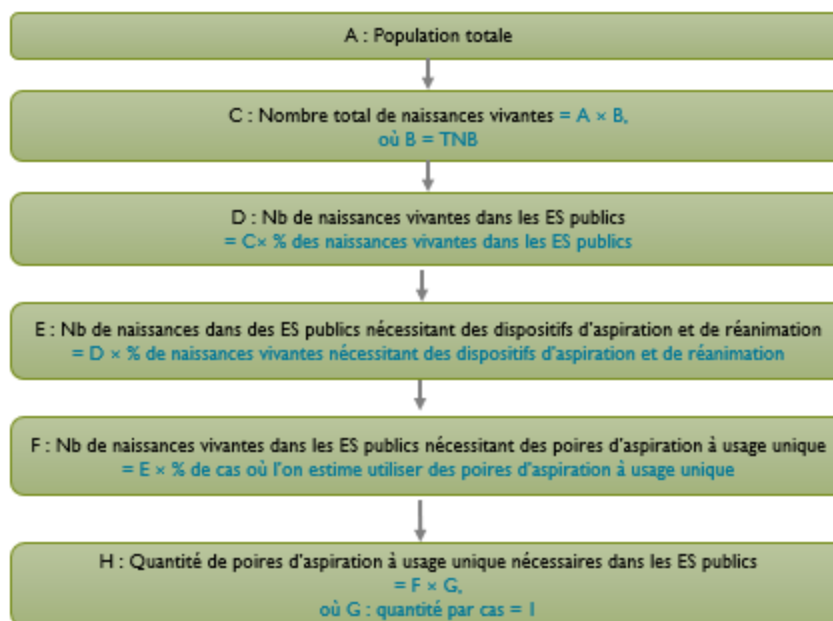 A : Population totale
C : Nombre total de naissances vivantes = A × B,
où B = TNB
D : Nb de naissances vivantes dans les ES publics
= C× % des naissances vivantes dans les ES publics
E : Nb de naissances dans des ES publics nécessitant des dispositifs d'aspiration et de réanimation
= D × % de naissances vivantes nécessitant des dispositifs d'aspiration et de réanimation
F : Nb de naissances vivantes dans les ES publics nécessitant des poires d'aspiration à usage unique
= E × % de cas où l'on estime utiliser des poires d'aspiration à usage unique
H : Quantité de poires d'aspiration à usage unique nécessaires dans les ES publics
= F × G,
où G : quantité par cas = 1